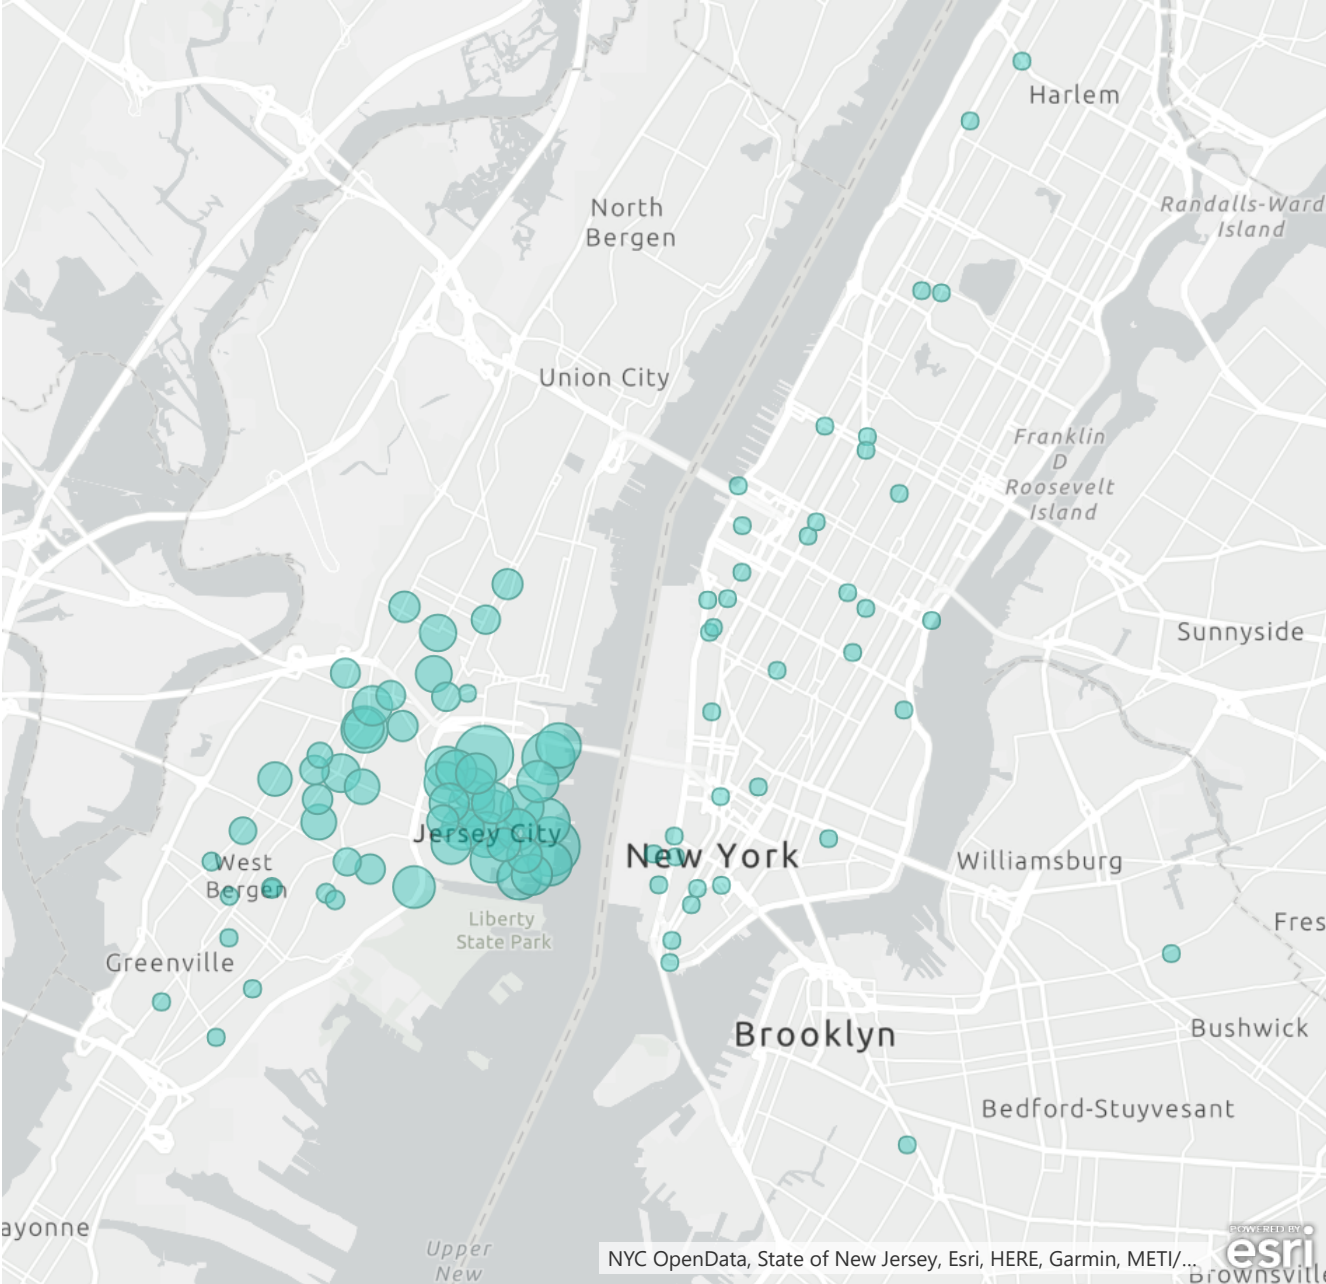 Harlem
Randalls-Ward
Island
North
Bergen
Union City
Franklin
D
Roosevelt
Island
Sunnyside
Jersey City
New York
Williamsburg
West
Bergen
Liberty
State Park
Fres
Greenville
Brooklyn
Bushwick
Bedford-Stuyvesant
ayonne
Upper
New
NYC OpenData, State of New Jersey, Esri, HERE, Garmin, METI/...
POWERED BY
esri
Brownsville